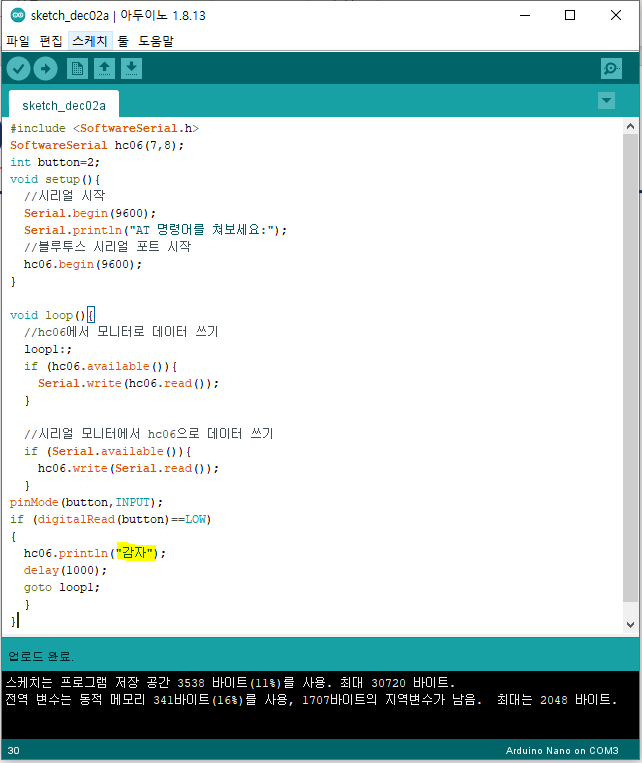 sketch_dec02a | 아두이노 1.8.13
파일 편집 스케치 툴 도움말
sketch_dec02a
#include <SoftwareSerial.h>
SoftwareSerial hc06(7,8);
int button=2;
void setup(){
  //시리얼 시작
  Serial.begin(9600);
  Serial.println("AT 명령어를 쳐보세요:");
  //블루투스 시리얼 포트 시작
  hc06.begin(9600);
}
void loop(){
  //hc06에서 모니터로 데이터 쓰기
  loop1:;
  if (hc06.available()){
    Serial.write(hc06.read());
  }
  //시리얼 모니터에서 hc06으로 데이터 쓰기
  if (Serial.available()){
    hc06.write(Serial.read());
  }
pinMode(button,INPUT);
if (digitalRead(button)==LOW)
{
  hc06.println("감자");
  delay(1000);
  goto loop1;
  }
}
업로드 완료.
스케치는 프로그램 저장 공간 3538 바이트(11%)를 사용. 최대 30720 바이트.
전역 변수는 동적 메모리 341바이트(16%)를 사용, 1707바이트의 지역변수가 남음.  최대는 2048 바이트.
30 Arduino Nano on COM3